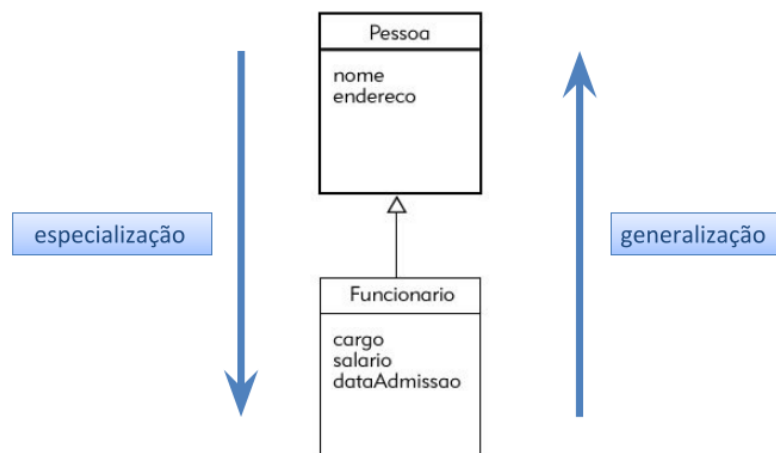 Pessoa
nome
endereco
especialização
generalização
Funcionario
cargo
salario
dataAdmissao